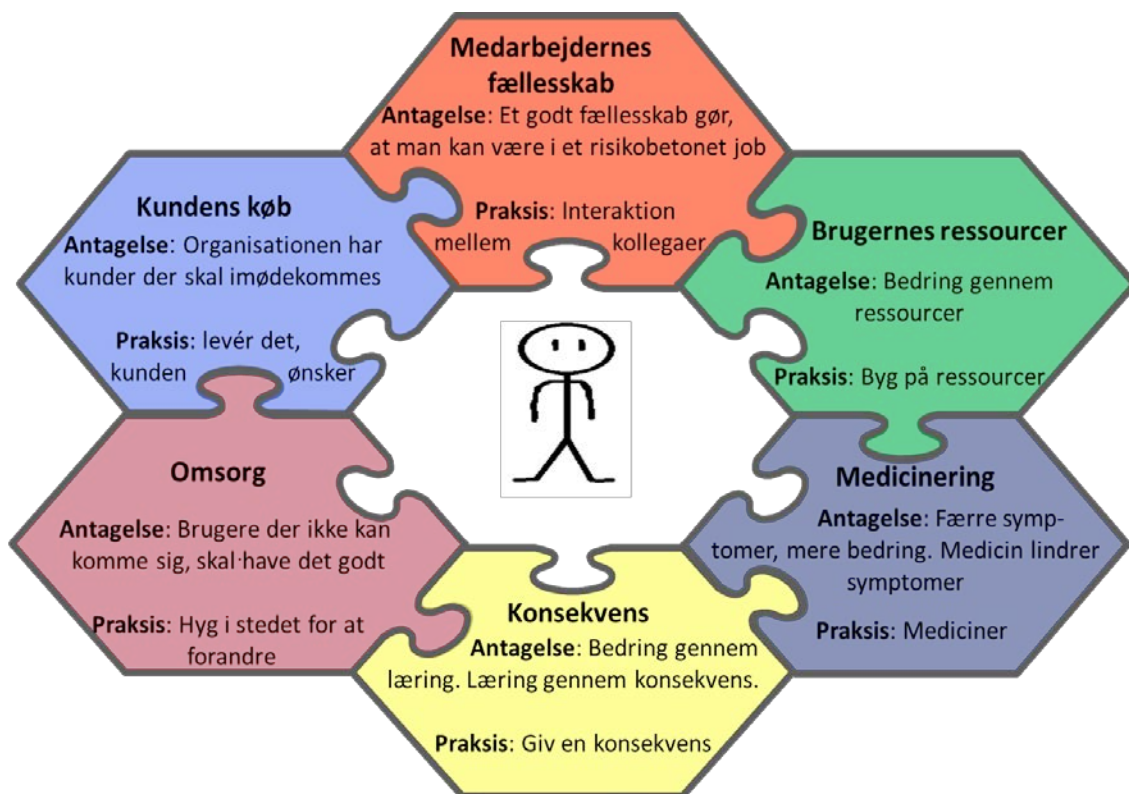 Medarbejdernes
fællesskab
Antagelse: Et godt fællesskab gør,
at man kan være i et risikobetonet job
Praksis: Interaktion
mellem kollegaer
Kundens køb
Antagelse: Organisationen har
kunder der skal imødekommes
Praksis: levér det,
kunden ønsker
Brugernes ressourcer
Antagelse: Bedring gennem
ressourcer
Praksis: Byg på ressourcer
Omsorg
Antagelse: Brugere der ikke kan
komme sig, skal·have det godt
Praksis: Hyg i stedet for at
forandre
Medicinering
Antagelse: Færre symp-
tomer, mere bedring. Medicin lindrer
symptomer
Praksis: Mediciner
Konsekvens
Antagelse: Bedring gennem
læring. Læring gennem konsekvens.
Praksis: Giv en konsekvens